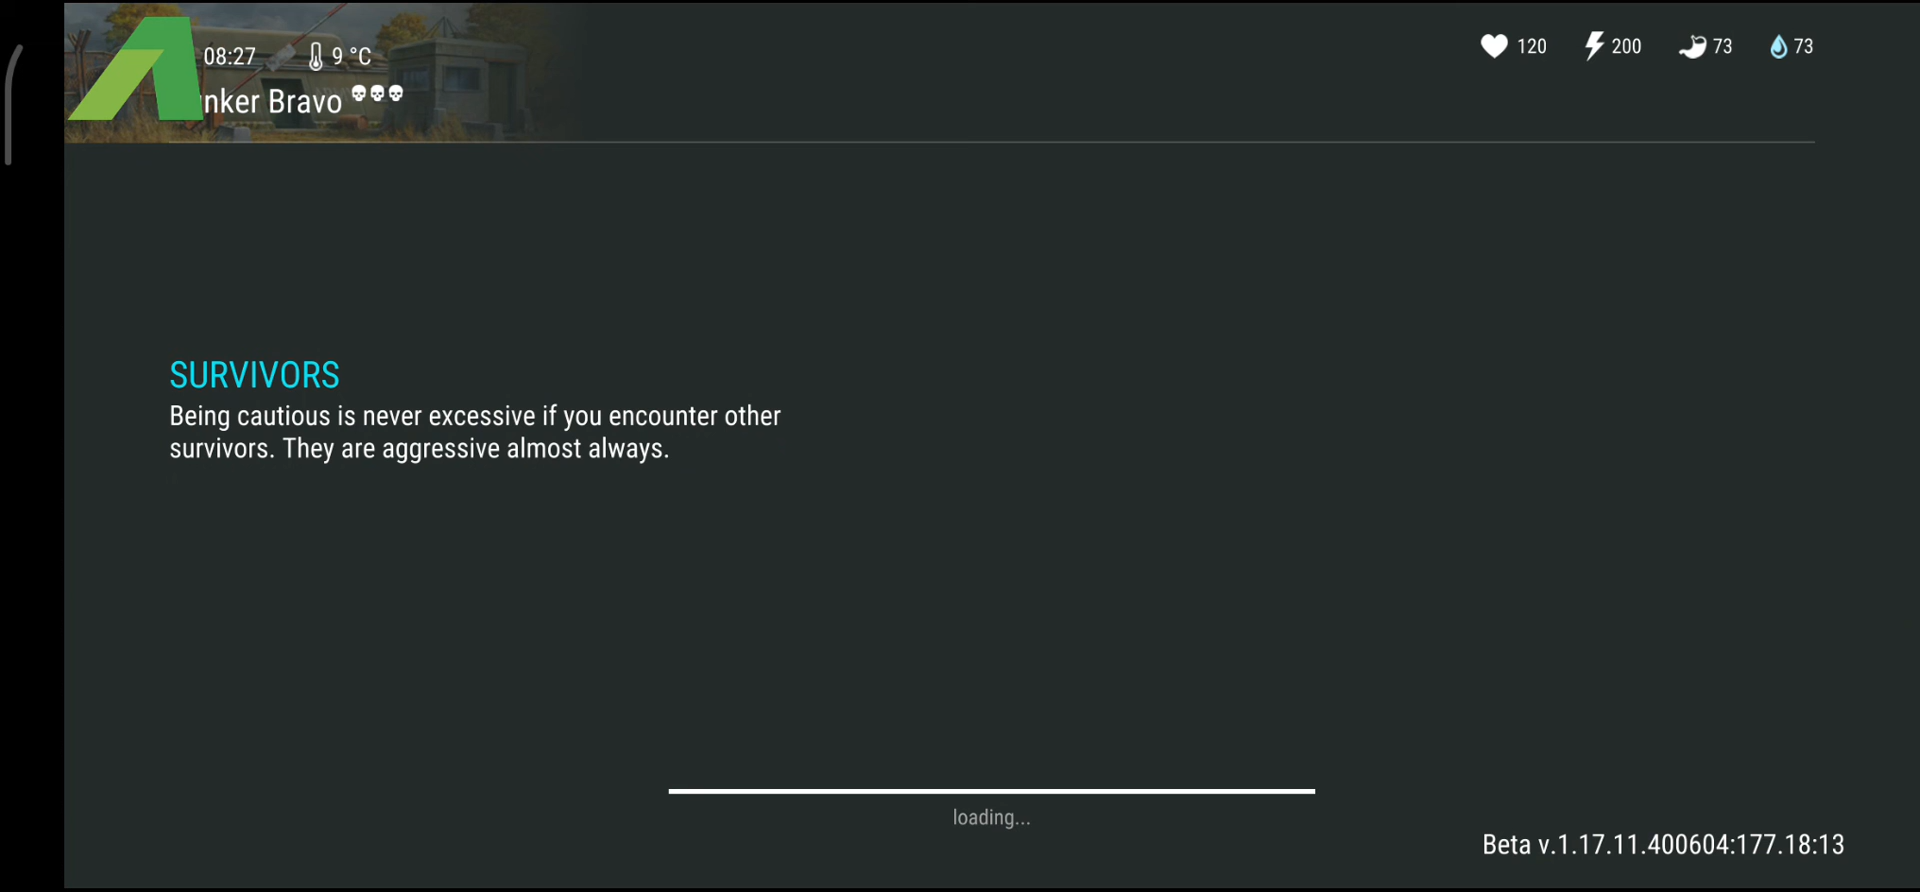 08:27 9 °C
120 200 73 73
nker Bravo
SURVIVORS
Being cautious is never excessive if you encounter other
survivors. They are aggressive almost always.
loading...
Beta v.1.17.11.400604:177.18:13